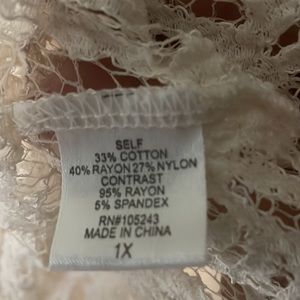 SELF
33% COTTON
40% RAYON 27% NYLON
CONTRAST
95% RAYON
5% SPANDEX
RN#105243
MADE IN CHINA
1X